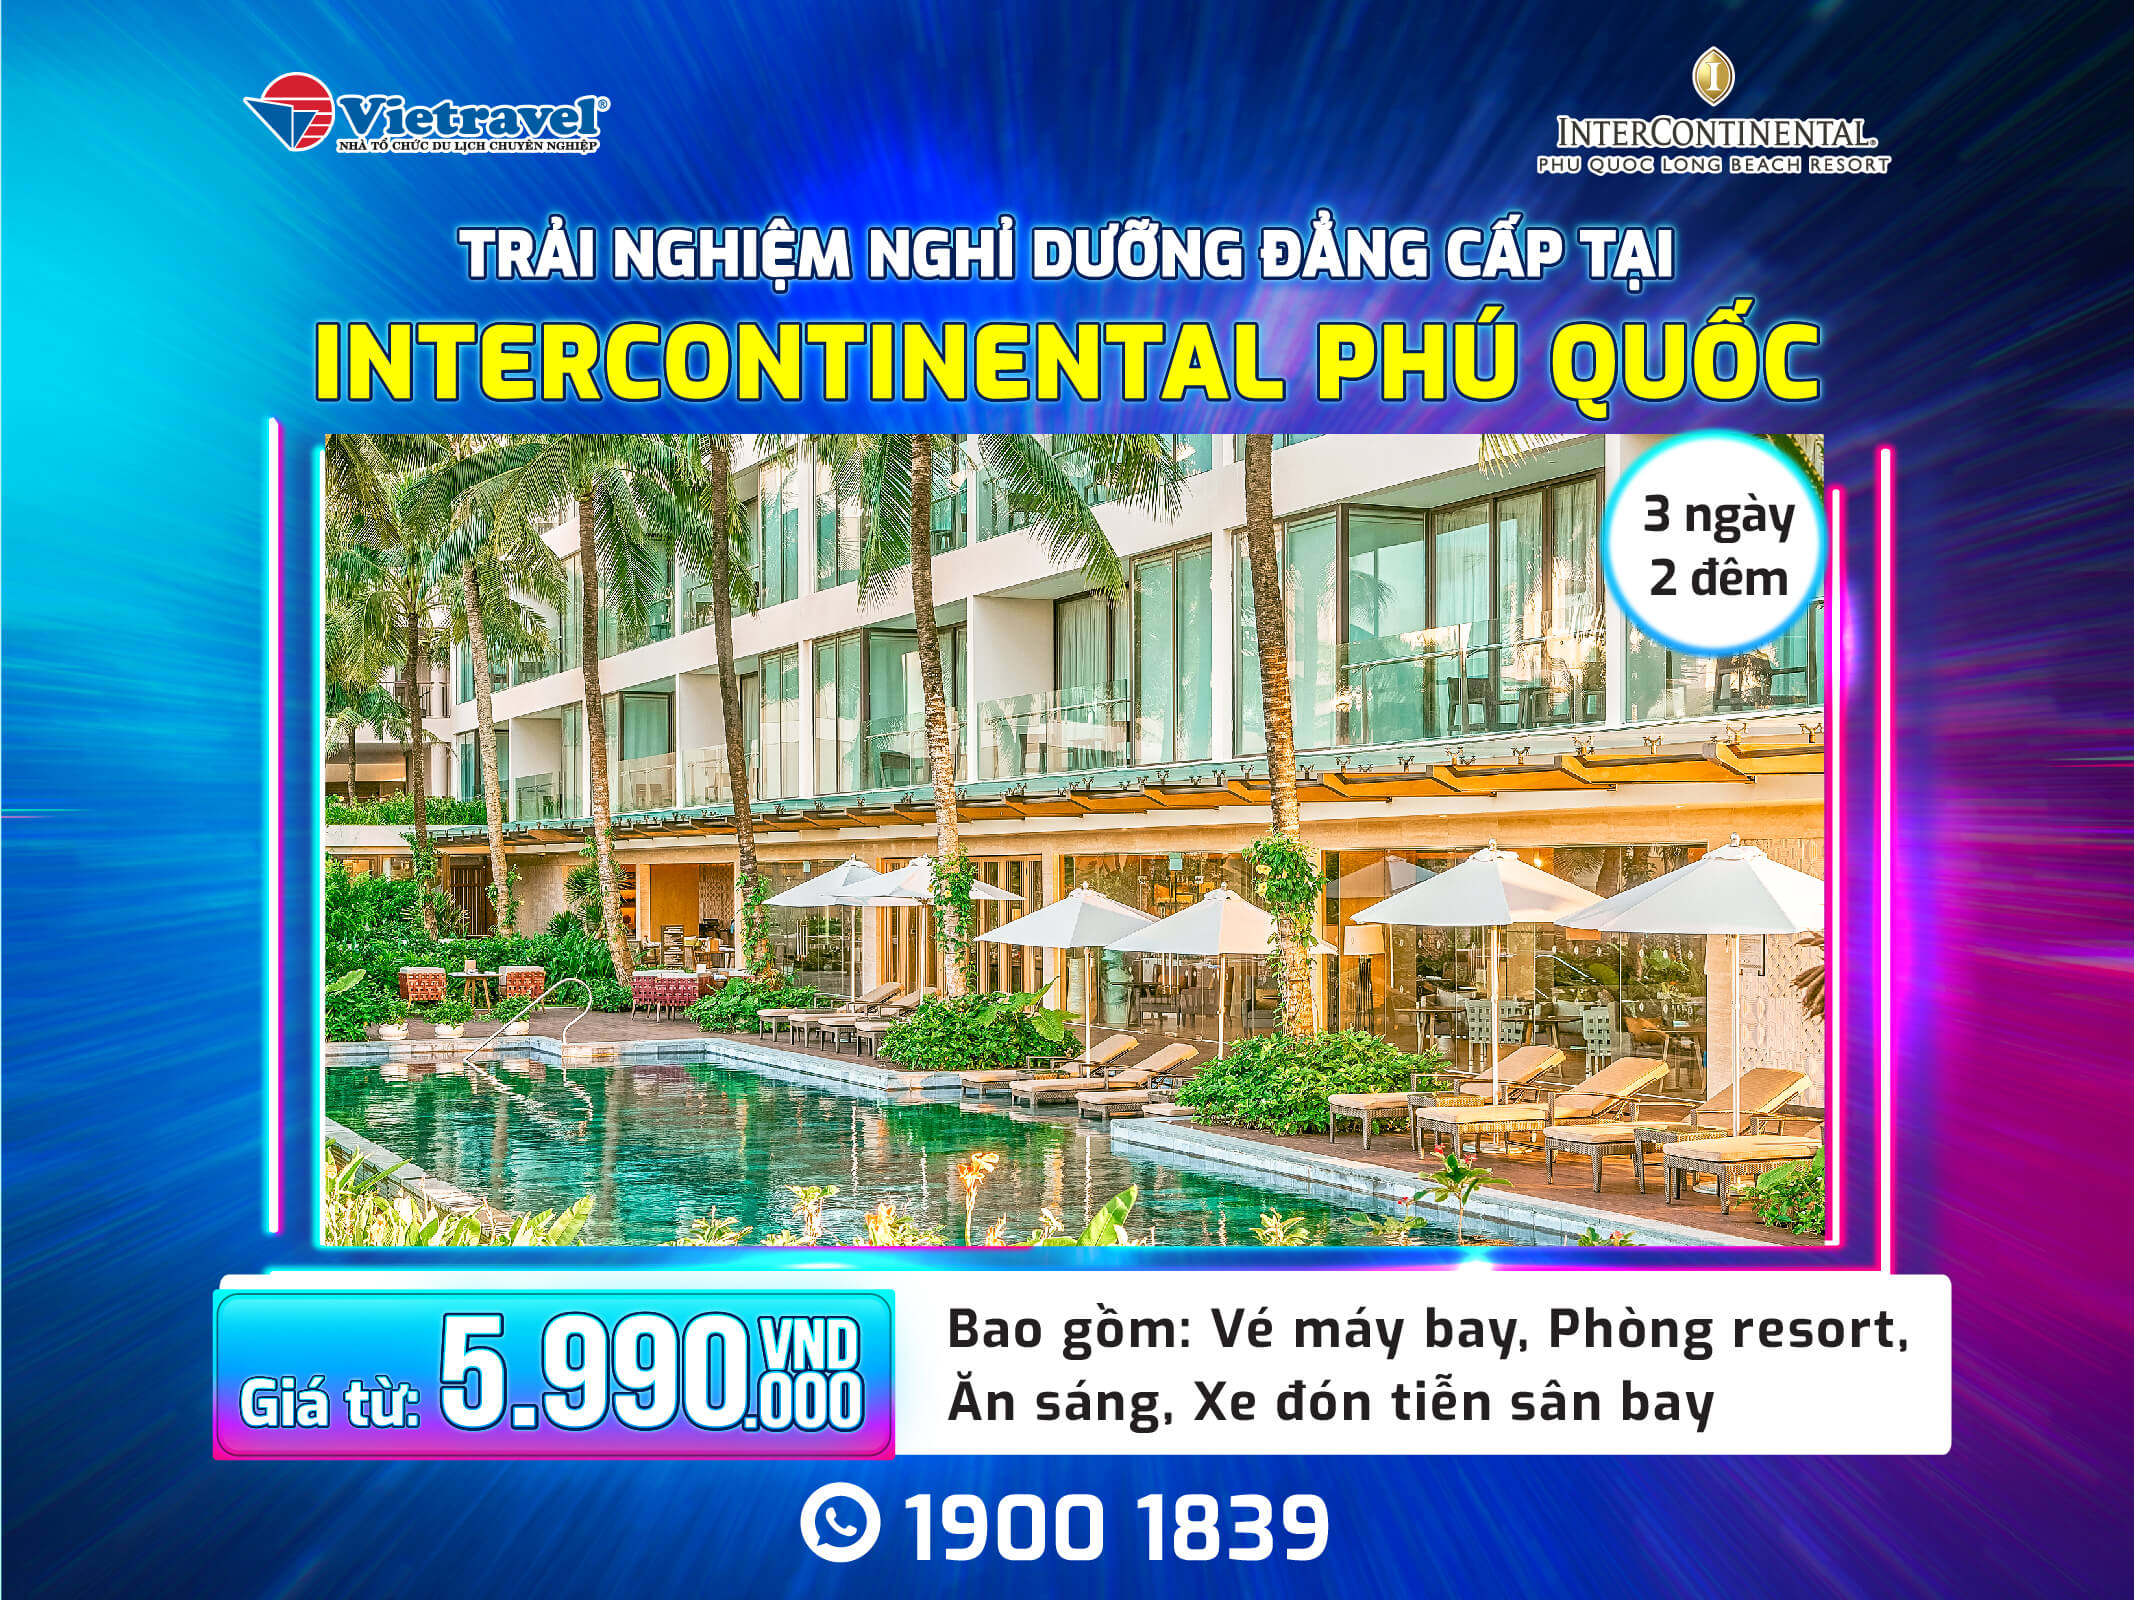 Vietravel®
NHÀ TỔ CHỨC DU LỊCH CHUYÊN NGHIỆP
I
INTERCONTINENTAL®
PHU QUOC LONG BEACH RESORT
TRẢI NGHIỆM NGHỈ DƯỠNG ĐẲNG CẤP TẠI
INTERCONTINENTAL PHÚ QUỐC
3 ngày
2 đêm
Giá từ: 5.990.000 VND
Bao gồm: Vé máy bay, Phòng resort,
Ăn sáng, Xe đón tiễn sân bay
1900 1839